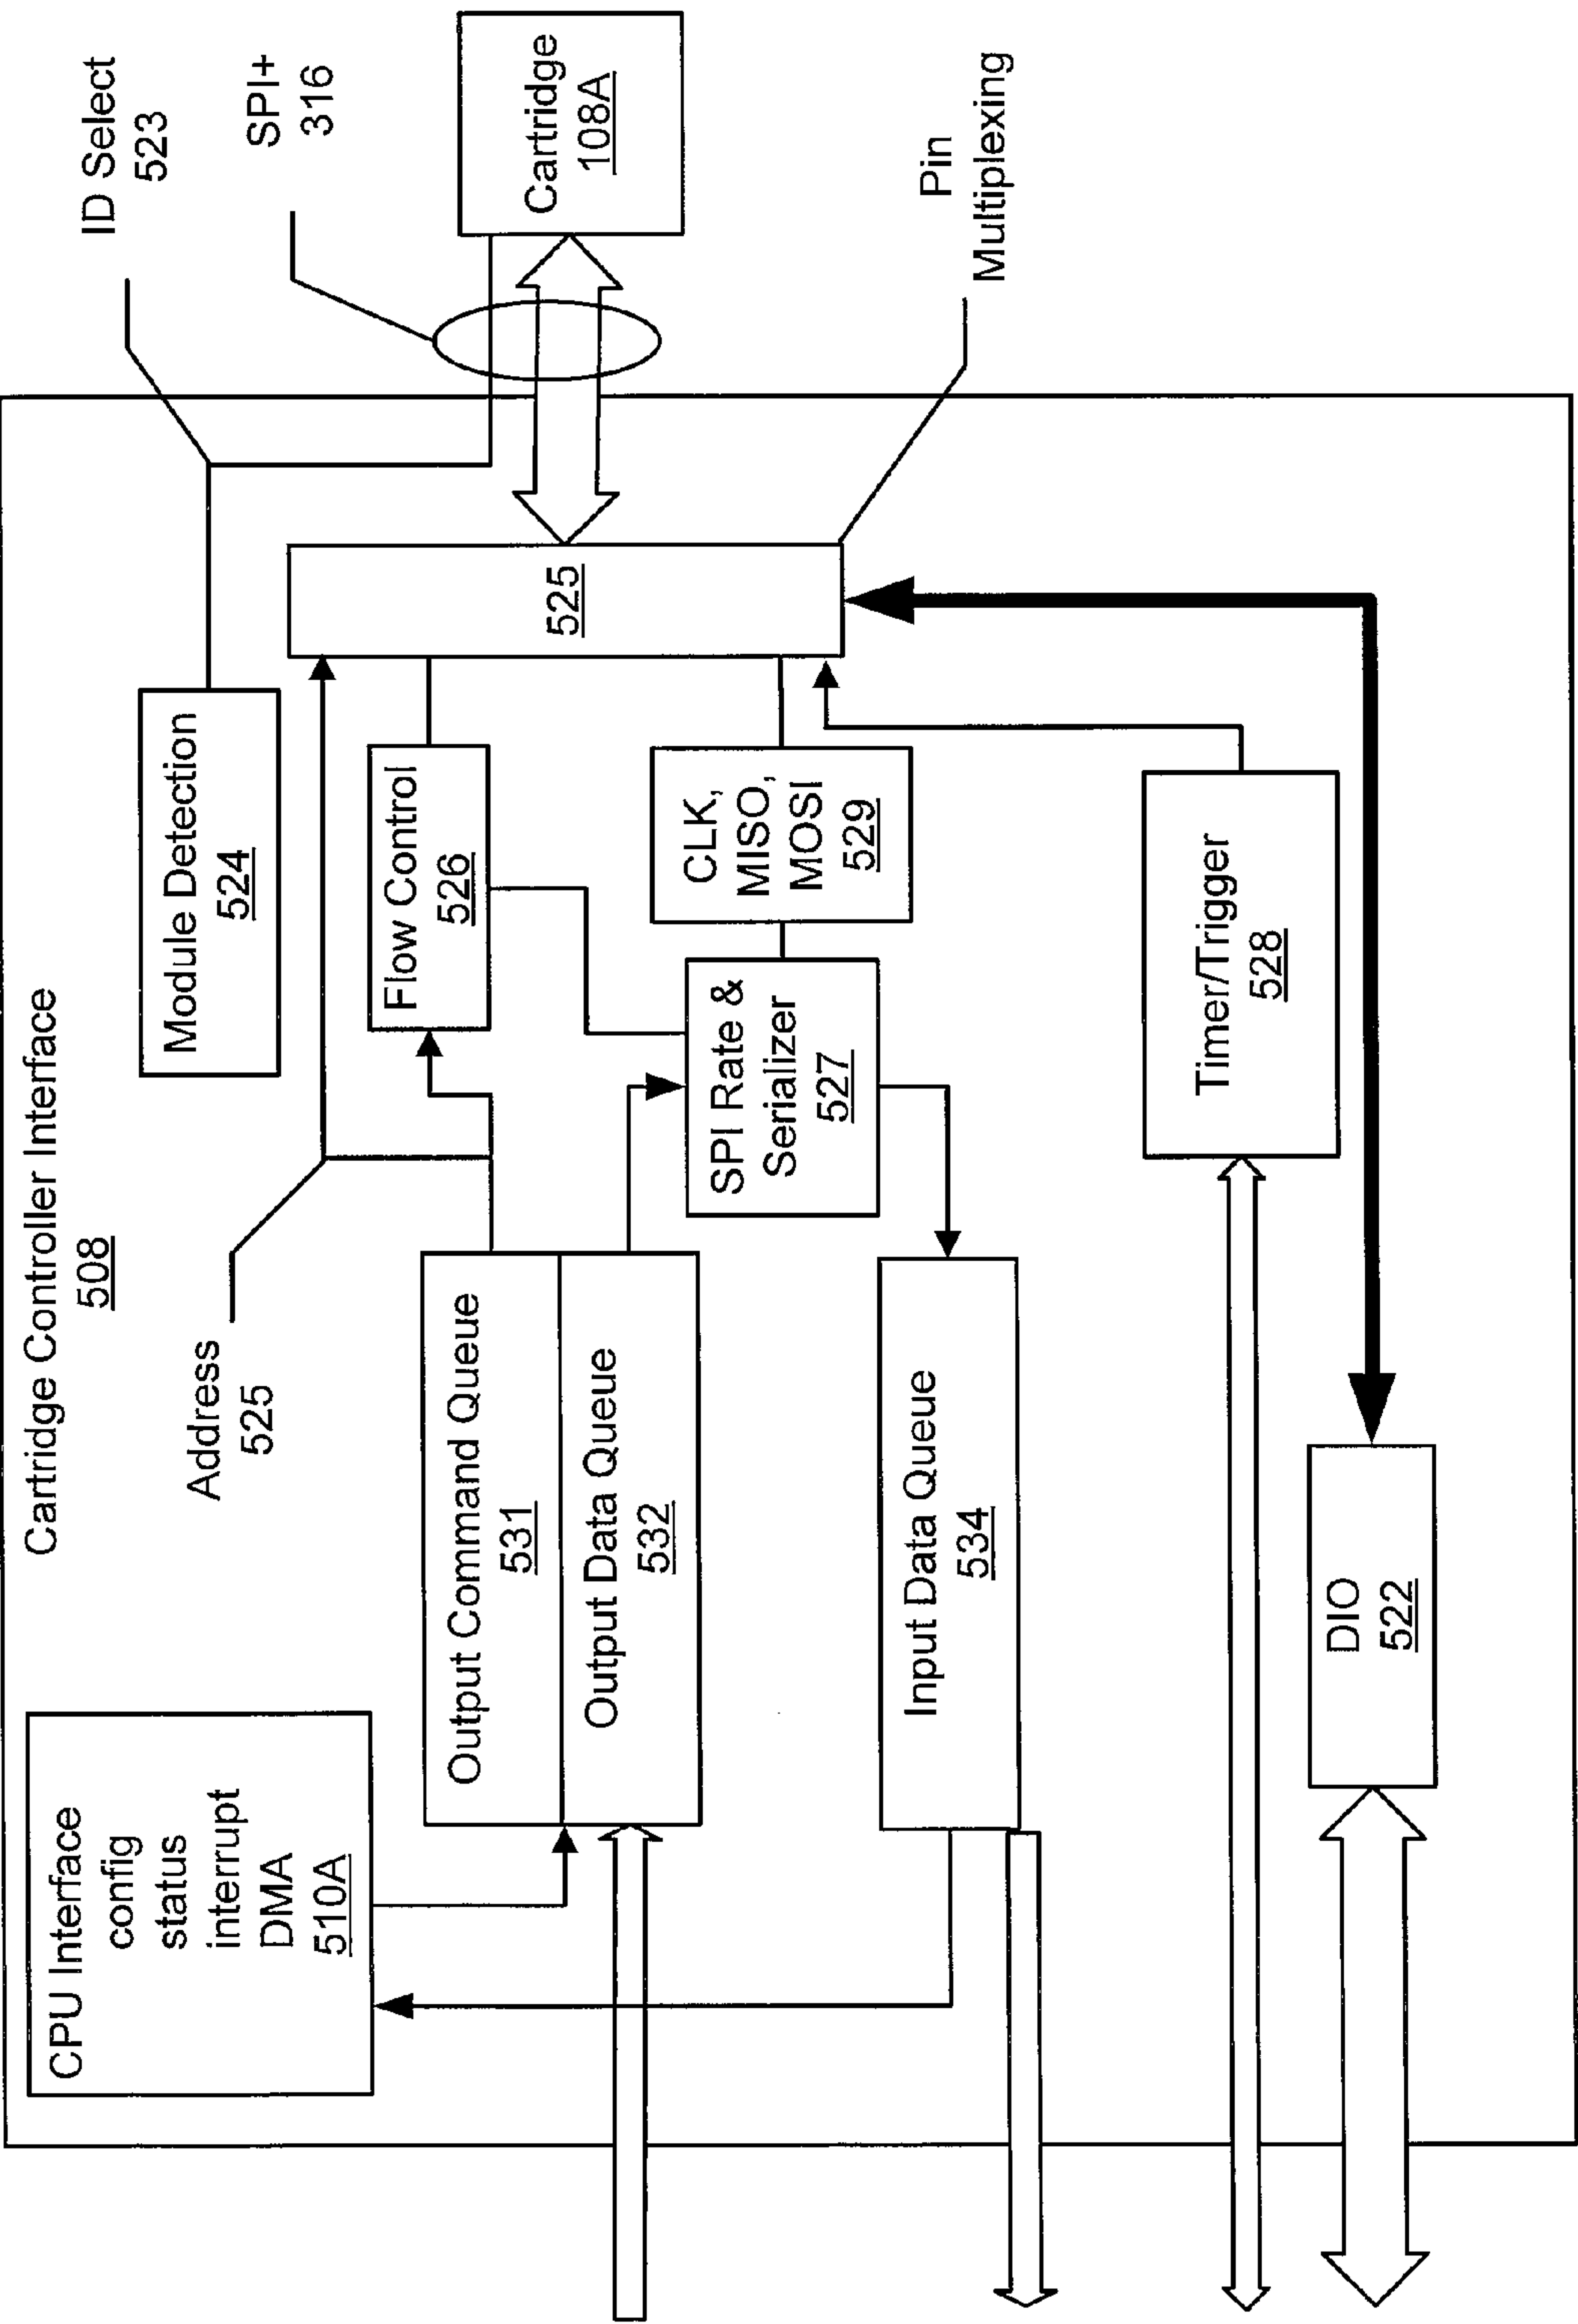 Cartridge Controller Interface
508
CPU Interface
config
status
interrupt
DMA
510A
Address
525
Module Detection
524
ID Select
523
SPI+
316
Output Command Queue
531
Output Data Queue
532
Flow Control
526
525
Cartridge
108A
SPI Rate &
Serializer
527
CLK,
MISO,
MOSI
529
Pin
Multiplexing
Input Data Queue
534
Timer/Trigger
528
DIO
522